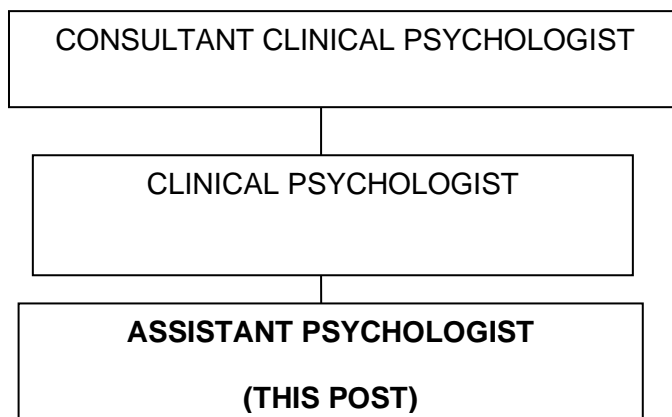 CONSULTANT CLINICAL PSYCHOLOGIST
CLINICAL PSYCHOLOGIST
ASSISTANT PSYCHOLOGIST
(THIS POST)